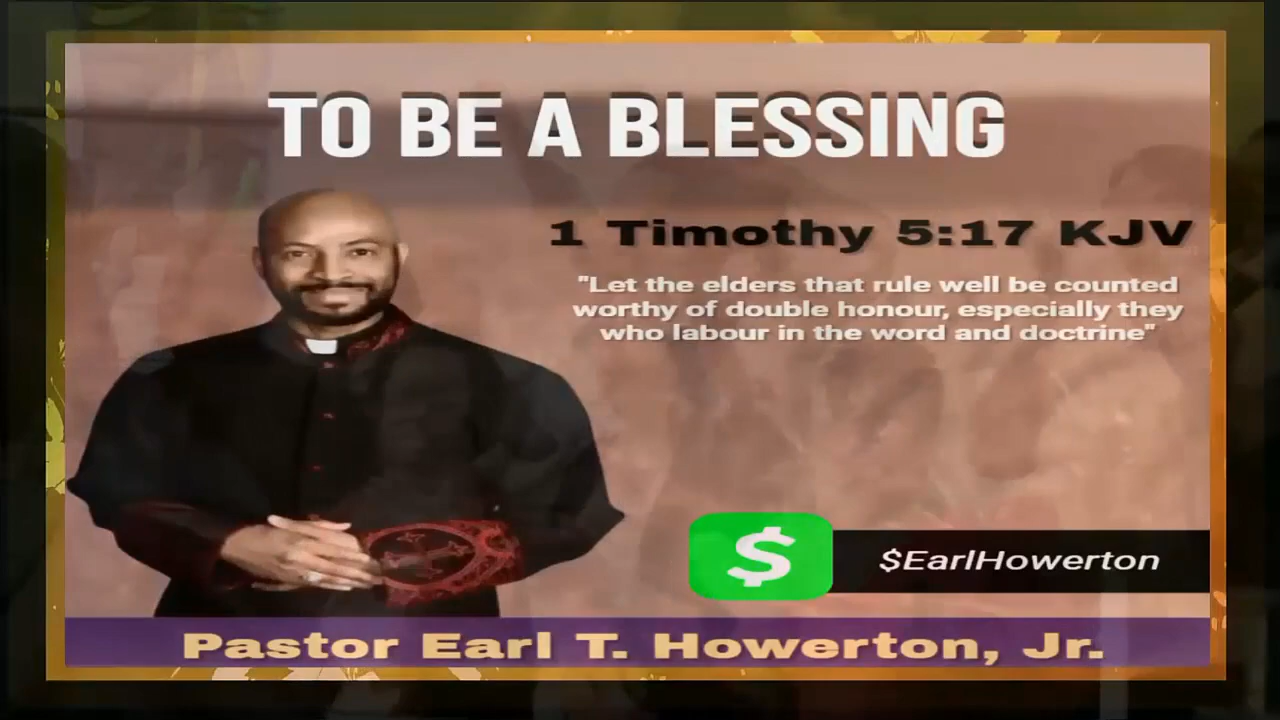 TO BE A BLESSING
1 Timothy 5:17 KJV
"Let the elders that rule well be counted
worthy of double honour, especially they
who labour in the word and doctrine"
$
$EarlHowerton
Pastor Earl T. Howerton, Jr.